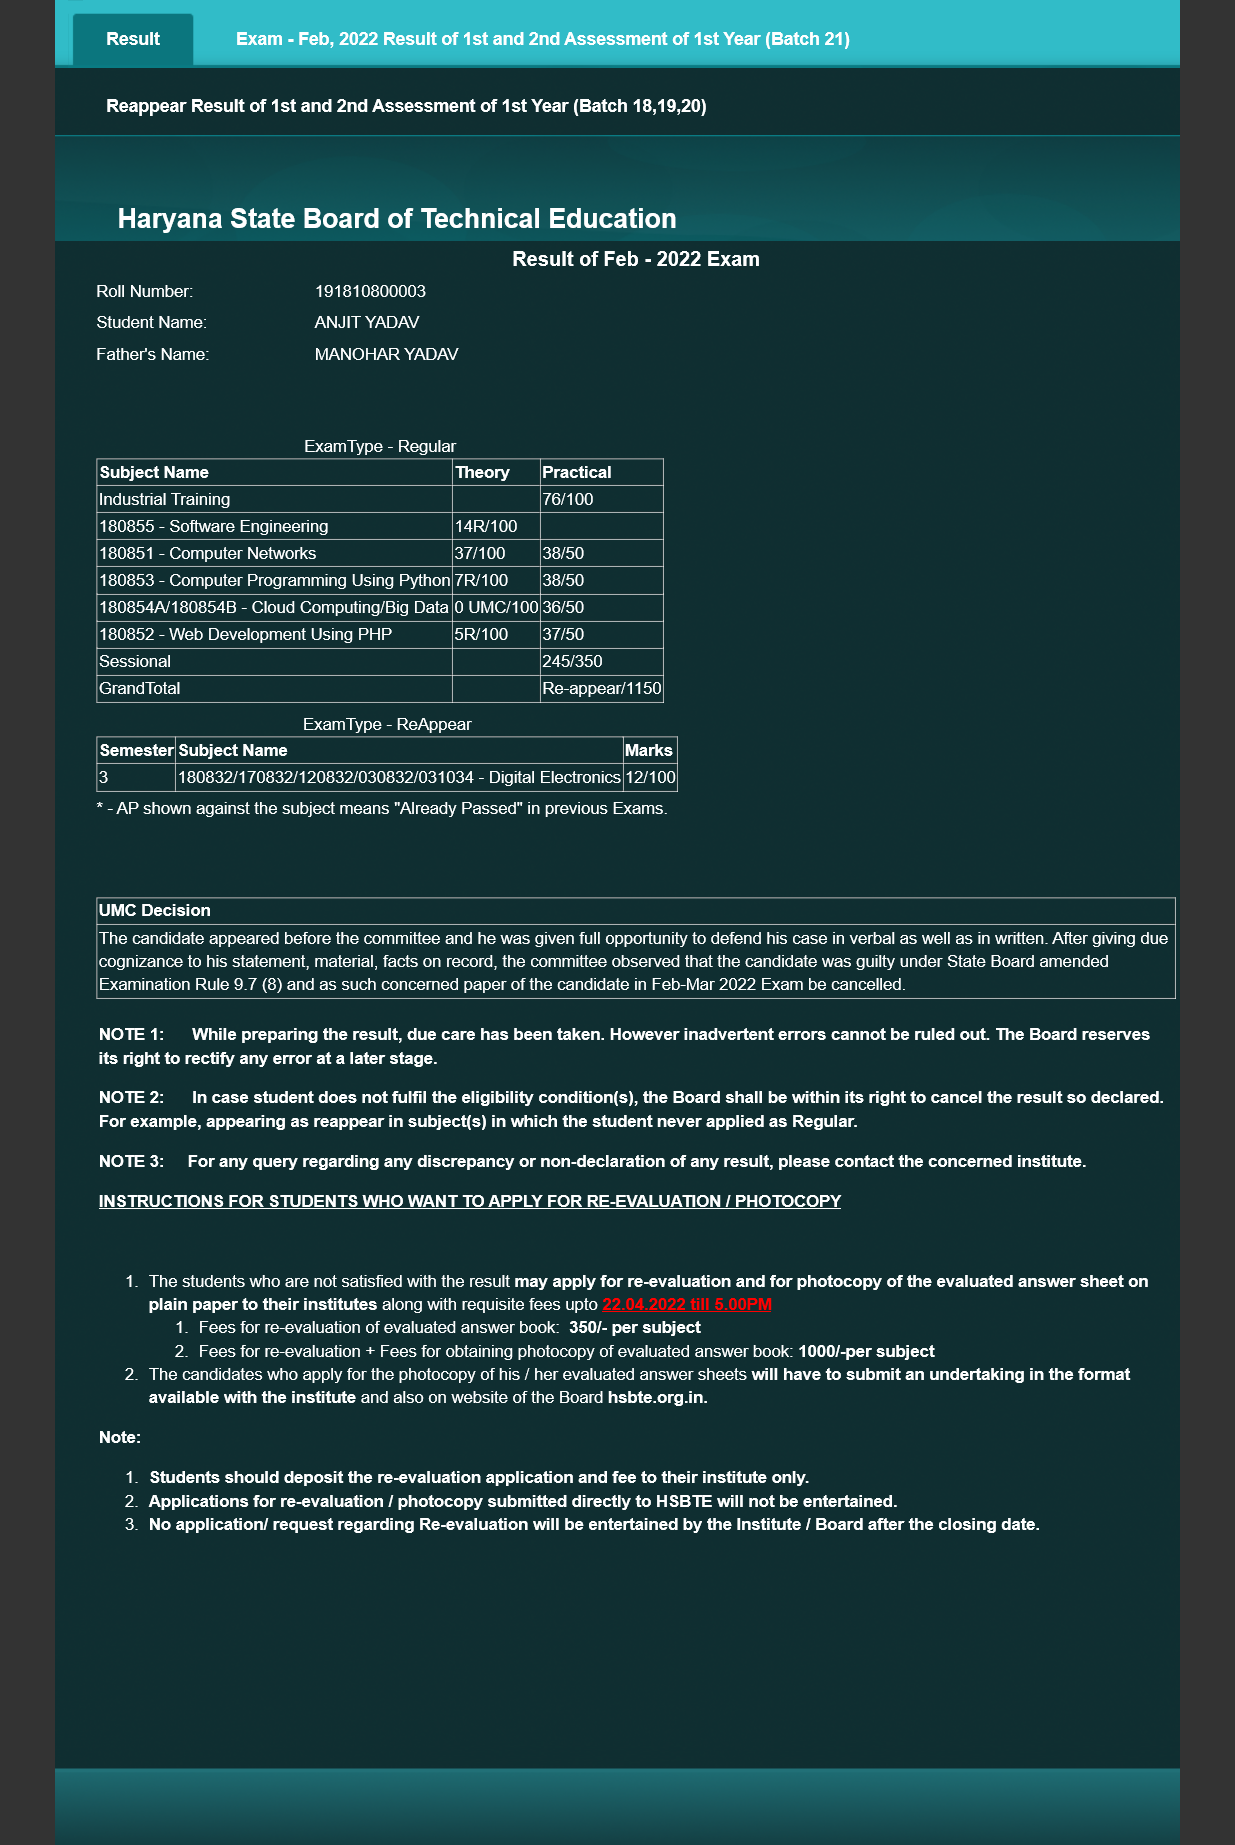 Result Exam - Feb, 2022 Result of 1st and 2nd Assessment of 1st Year (Batch 21)
Reappear Result of 1st and 2nd Assessment of 1st Year (Batch 18,19,20)
Haryana State Board of Technical Education
Result of Feb - 2022 Exam
Roll Number: 191810800003
Student Name: ANJIT YADAV
Father's Name: MANOHAR YADAV
ExamType - Regular
Subject Name Theory Practical
Industrial Training 76/100
180855 - Software Engineering 14R/100
180851 - Computer Networks 37/100 38/50
180853 - Computer Programming Using Python 7R/100 38/50
180854A/180854B - Cloud Computing/Big Data 0 UMC/100 36/50
180852 - Web Development Using PHP 5R/100 37/50
Sessional 245/350
GrandTotal Re-appear/1150
ExamType - ReAppear
Semester Subject Name Marks
3 180832/170832/120832/030832/031034 - Digital Electronics 12/100
* - AP shown against the subject means "Already Passed" in previous Exams.
UMC Decision
The candidate appeared before the committee and he was given full opportunity to defend his case in verbal as well as in written. After giving due
cognizance to his statement, material, facts on record, the committee observed that the candidate was guilty under State Board amended
Examination Rule 9.7 (8) and as such concerned paper of the candidate in Feb-Mar 2022 Exam be cancelled.
NOTE 1: While preparing the result, due care has been taken. However inadvertent errors cannot be ruled out. The Board reserves
its right to rectify any error at a later stage.
NOTE 2: In case student does not fulfil the eligibility condition(s), the Board shall be within its right to cancel the result so declared.
For example, appearing as reappear in subject(s) in which the student never applied as Regular.
NOTE 3: For any query regarding any discrepancy or non-declaration of any result, please contact the concerned institute.
INSTRUCTIONS FOR STUDENTS WHO WANT TO APPLY FOR RE-EVALUATION / PHOTOCOPY
1. The students who are not satisfied with the result may apply for re-evaluation and for photocopy of the evaluated answer sheet on
plain paper to their institutes along with requisite fees upto 22.04.2022 till 5.00PM
1. Fees for re-evaluation of evaluated answer book: 350/- per subject
2. Fees for re-evaluation + Fees for obtaining photocopy of evaluated answer book: 1000/-per subject
2. The candidates who apply for the photocopy of his / her evaluated answer sheets will have to submit an undertaking in the format
available with the institute and also on website of the Board hsbte.org.in.
Note:
1. Students should deposit the re-evaluation application and fee to their institute only.
2. Applications for re-evaluation / photocopy submitted directly to HSBTE will not be entertained.
3. No application/ request regarding Re-evaluation will be entertained by the Institute / Board after the closing date.